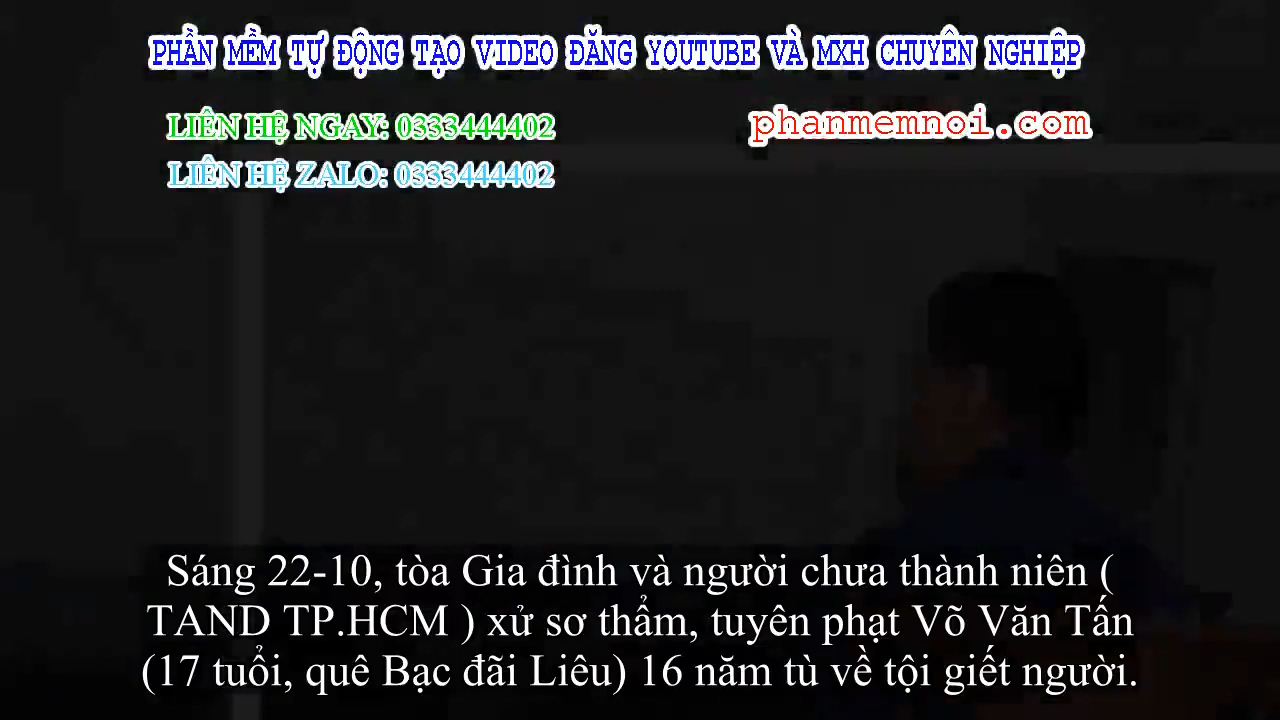 PHẦN MỀM TỰ ĐỘNG TẠO VIDEO ĐĂNG YOUTUBE VÀ MXH CHUYÊN NGHIỆP
LIÊN HỆ NGAY: 0333444402
phanmemnoi.com
LIÊN HỆ ZALO: 0333444402
Sáng 22-10, tòa Gia đình và người chưa thành niên (
TAND TP.HCM ) xử sơ thẩm, tuyên phạt Võ Văn Tấn
(17 tuổi, quê Bạc đãi Liêu) 16 năm tù về tội giết người.